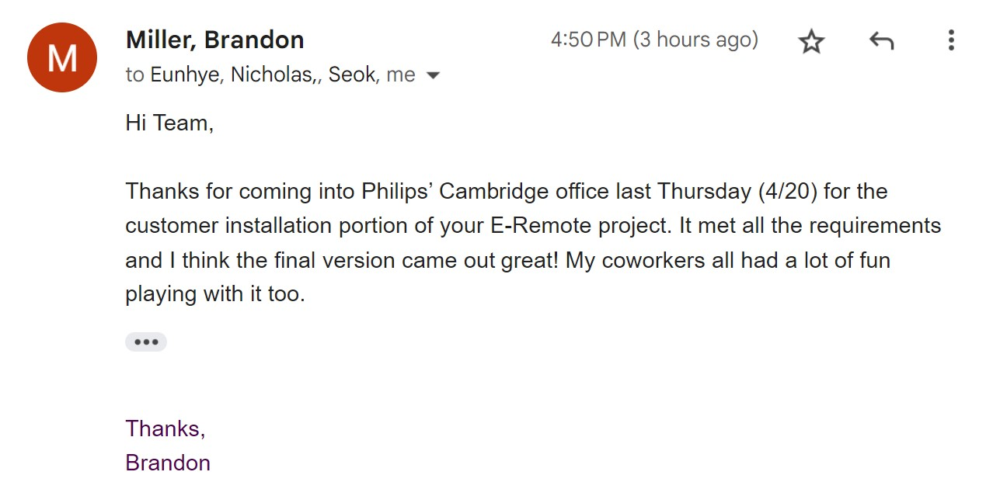 M
Miller, Brandon
4:50 PM (3 hours ago)
to Eunhye, Nicholas,, Seok, me
Hi Team,
Thanks for coming into Philips’ Cambridge office last Thursday (4/20) for the
customer installation portion of your E-Remote project. It met all the requirements
and I think the final version came out great! My coworkers all had a lot of fun
playing with it too.
Thanks,
Brandon